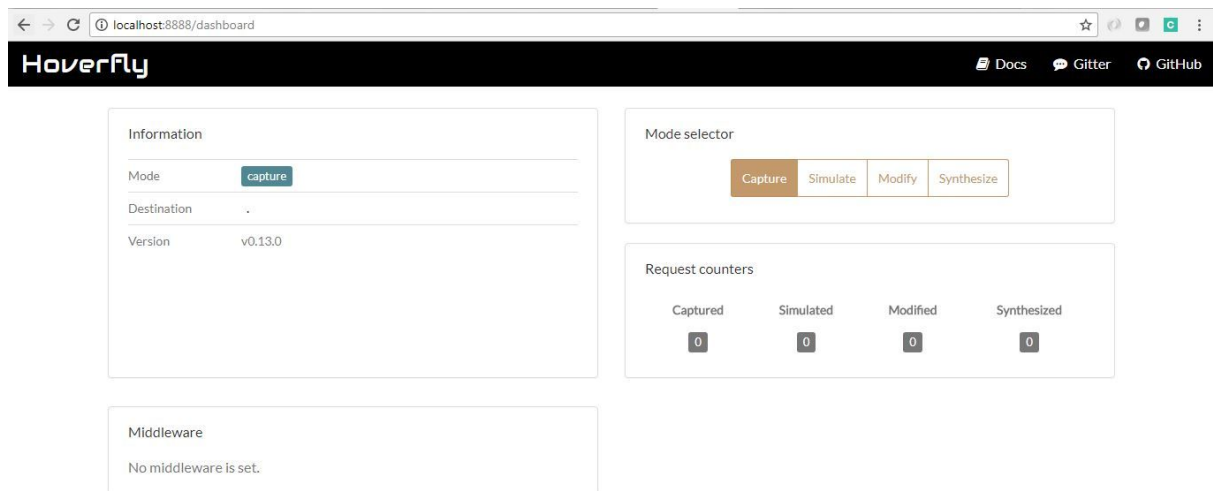 localhost:8888/dashboard
Hoverfly
Docs Gitter GitHub
Information
Mode capture
Destination .
Version v0.13.0
Mode selector
Capture Simulate Modify Synthesize
Request counters
Captured Simulated Modified Synthesized
0 0 0 0
Middleware
No middleware is set.